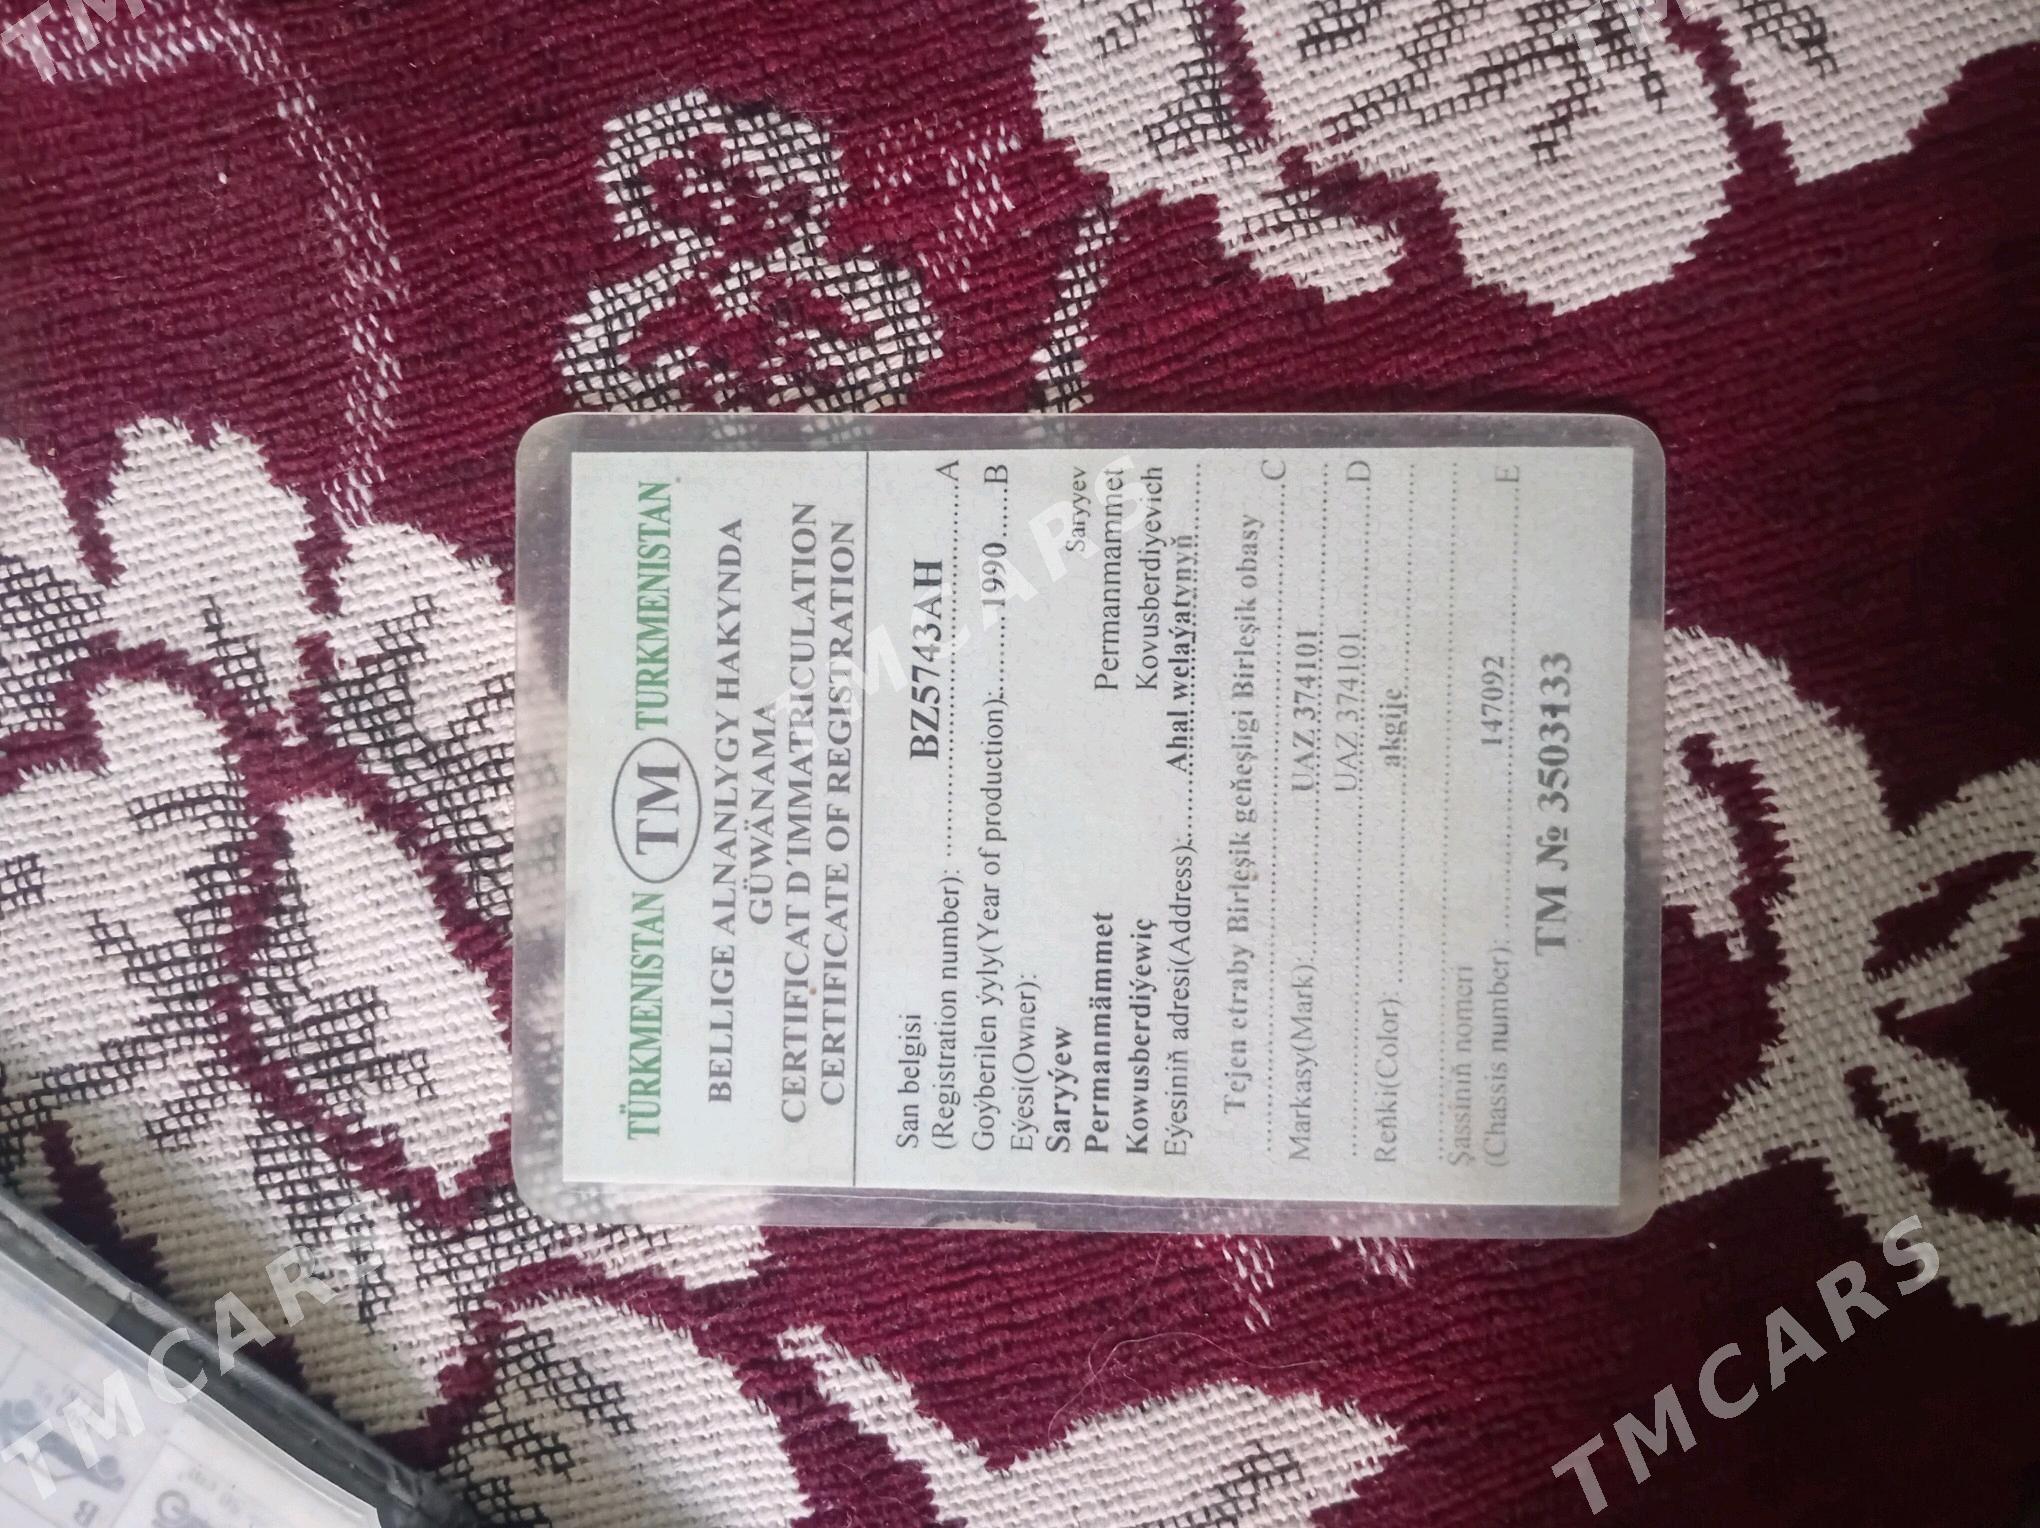 TÜRKMENISTAN TM TURKMENISTAN
BELLIGE ALNANLYGY HAKYNDA
GÜWÄNAMA
CERTIFICAT D´IMMATRICULATION
CERTIFICATE OF REGISTRATION
San belgisi
(Registration number): BZ5743AH A
Goýberilen ýyly(Year of production): 1990 B
Eýesi(Owner):
Saryýew Saryyev
Permanmämmet Permanmammet
Kowusberdiýewiç Kovusberdiyevich
Eýesiniň adresi(Address): Ahal welaýatynyň
Tejen etraby Birleşik geňeşligi Birleşik obasy
C
Markasy(Mark): UAZ 374101
UAZ 374101 D
Reňki(Color): akgije
Şassiniň nomeri
(Chassis number) 147092 E
TM № 3503133
TMCARS
TMCARS
TMCARS